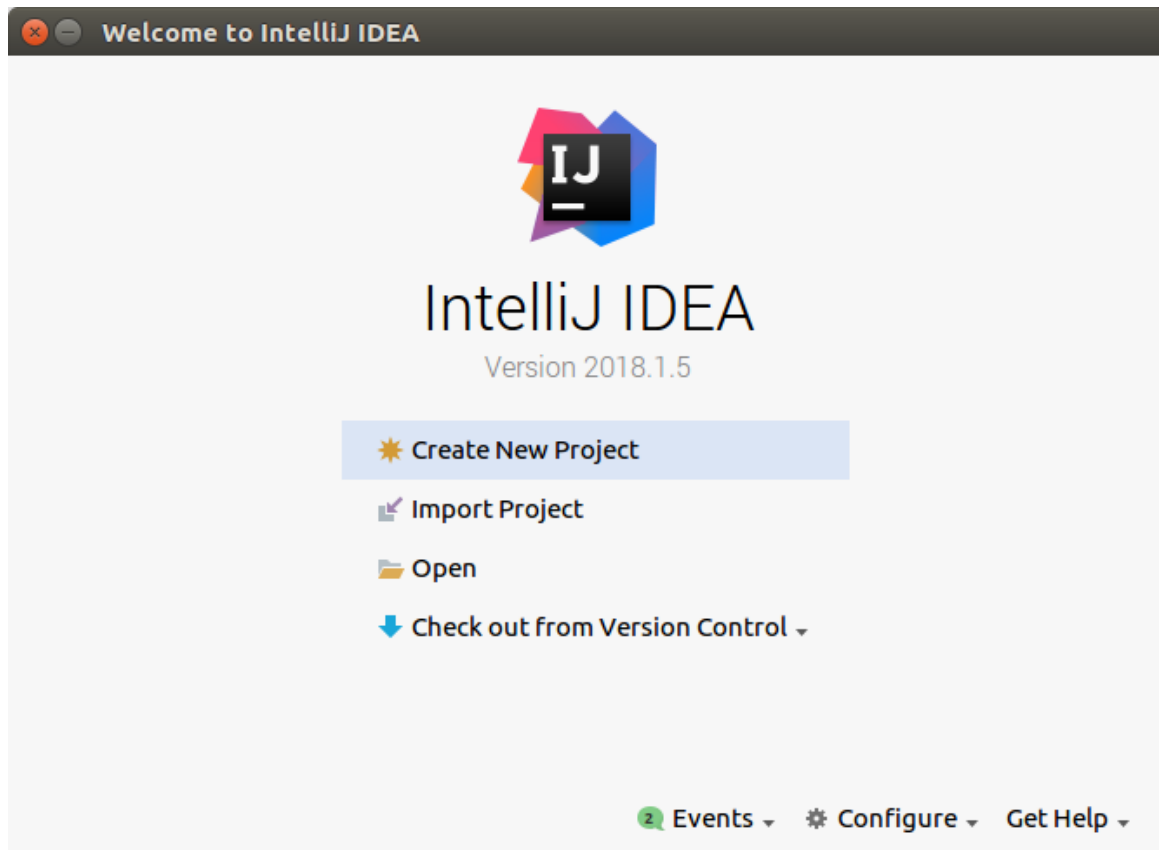 Welcome to IntelliJ IDEA
IJ
IntelliJ IDEA
Version 2018.1.5
Create New Project
Import Project
Open
Check out from Version Control
2 Events Configure Get Help